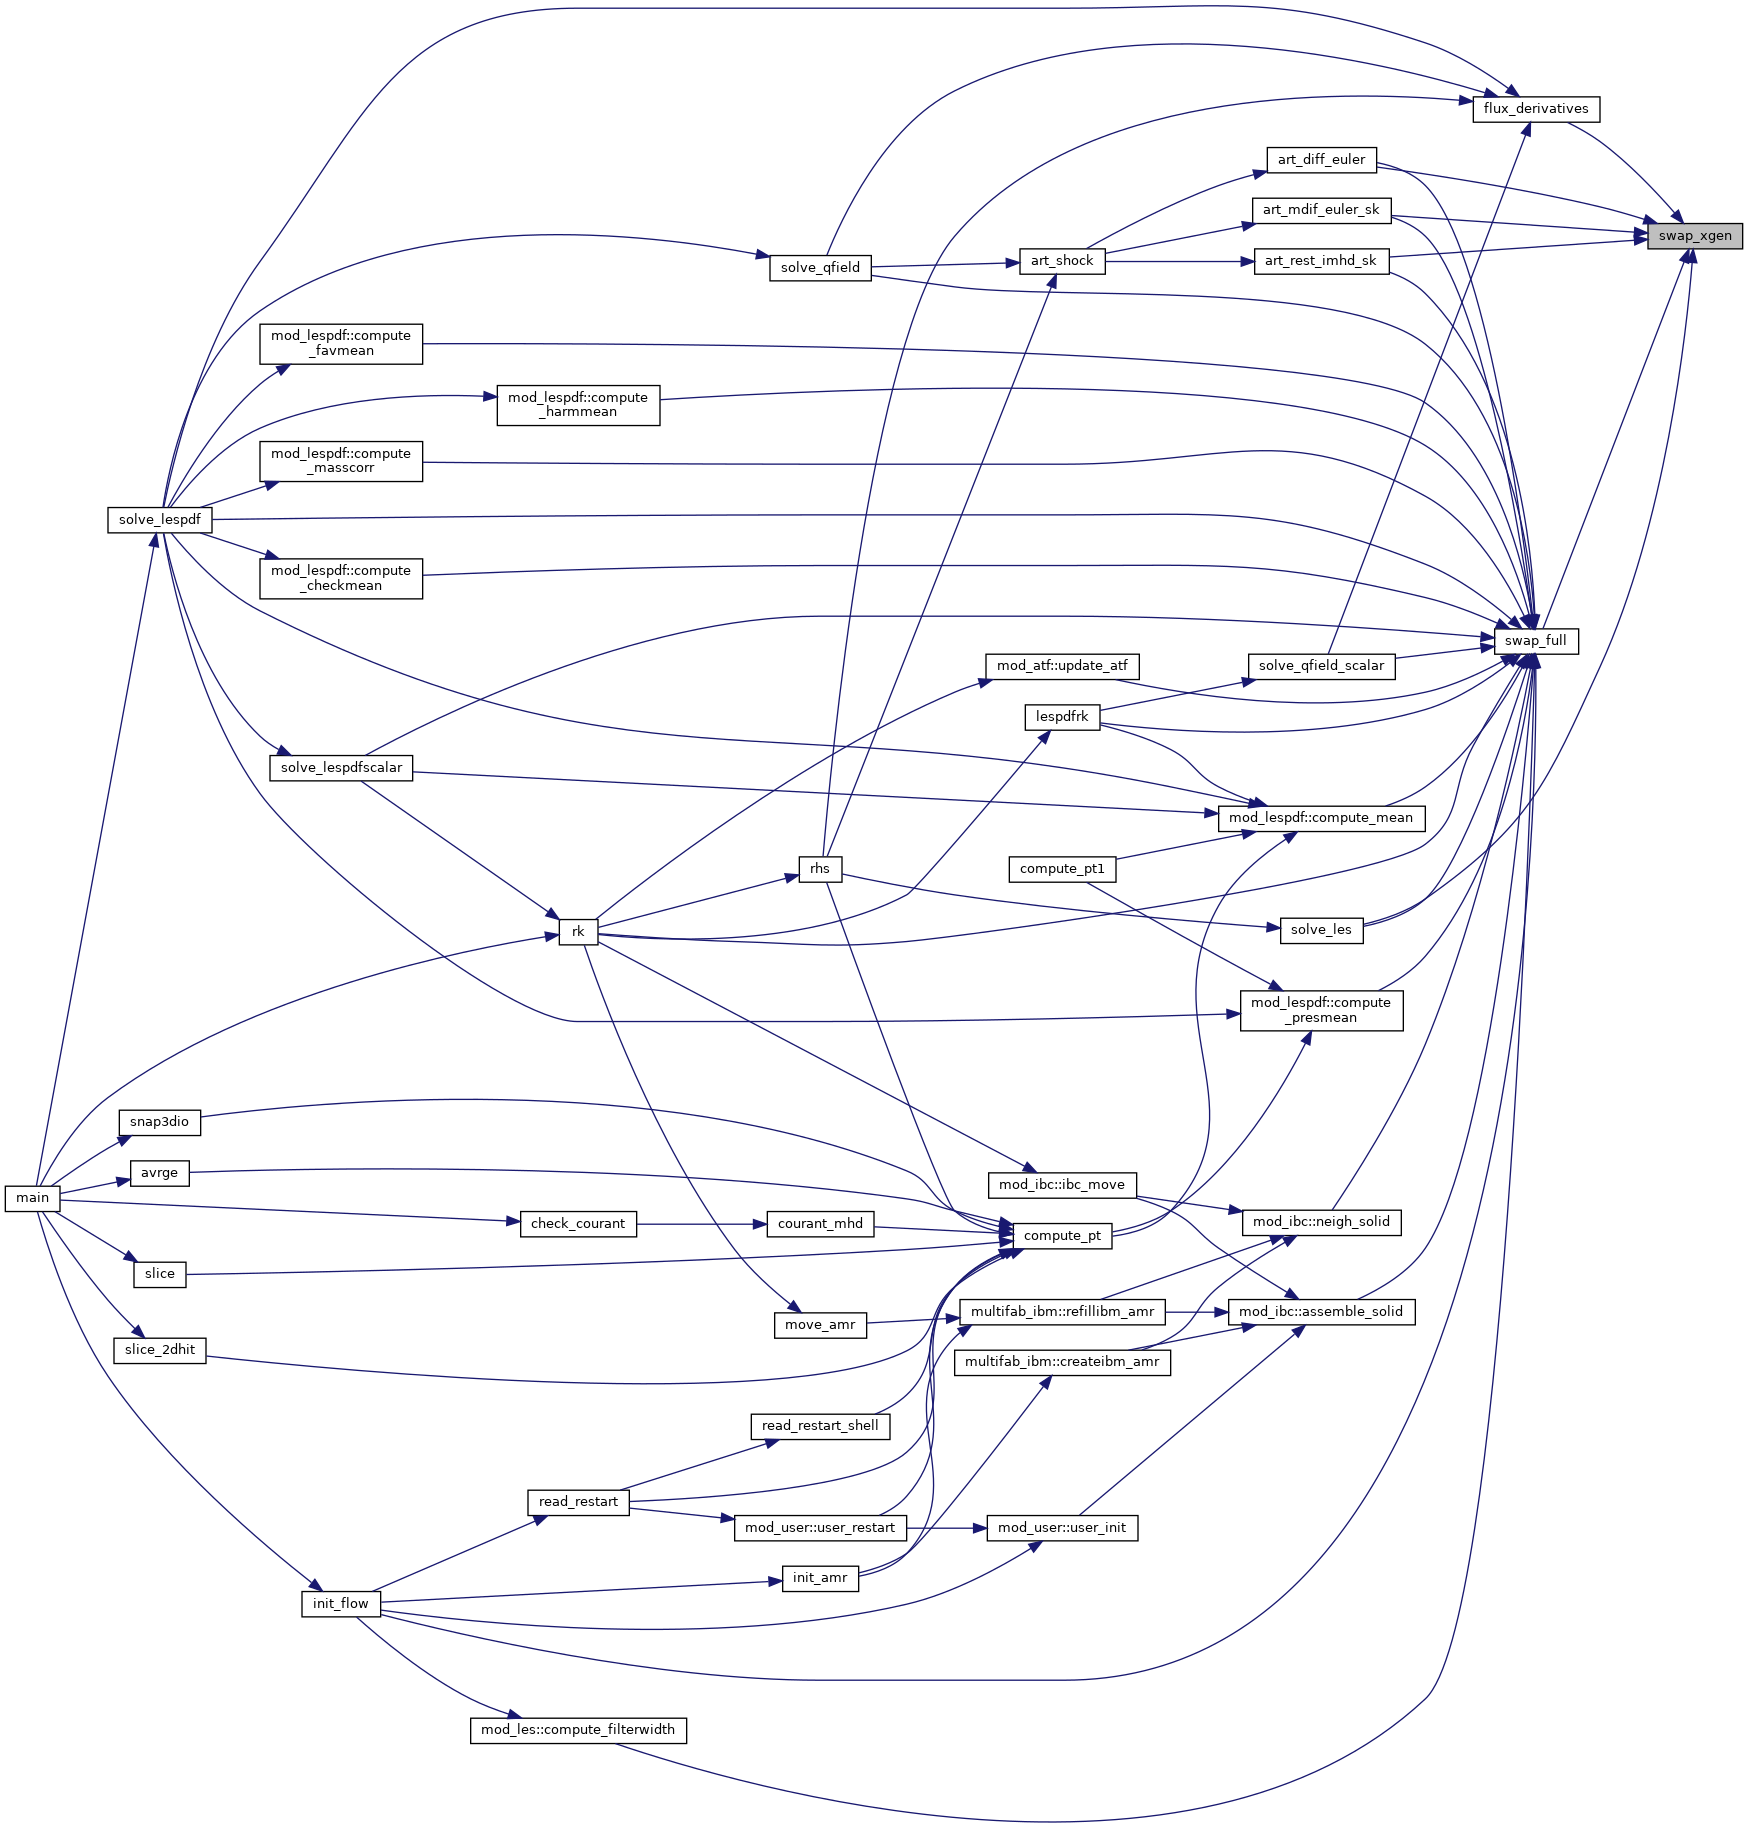 flux_derivatives
art_diff_euler
art_mdif_euler_sk
swap_xgen
art_shock
art_rest_imhd_sk
solve_qfield
mod_lespdf::compute
_favmean
mod_lespdf::compute
_harmmean
mod_lespdf::compute
_masscorr
solve_lespdf
mod_lespdf::compute
_checkmean
swap_full
mod_atf::update_atf
solve_qfield_scalar
lespdfrk
solve_lespdfscalar
mod_lespdf::compute_mean
rhs
compute_pt1
rk
solve_les
mod_lespdf::compute
_presmean
snap3dio
avrge
mod_ibc::ibc_move
main
check_courant
courant_mhd
mod_ibc::neigh_solid
compute_pt
slice
multifab_ibm::refillibm_amr
mod_ibc::assemble_solid
move_amr
slice_2dhit
multifab_ibm::createibm_amr
read_restart_shell
read_restart
mod_user::user_restart
mod_user::user_init
init_amr
init_flow
mod_les::compute_filterwidth